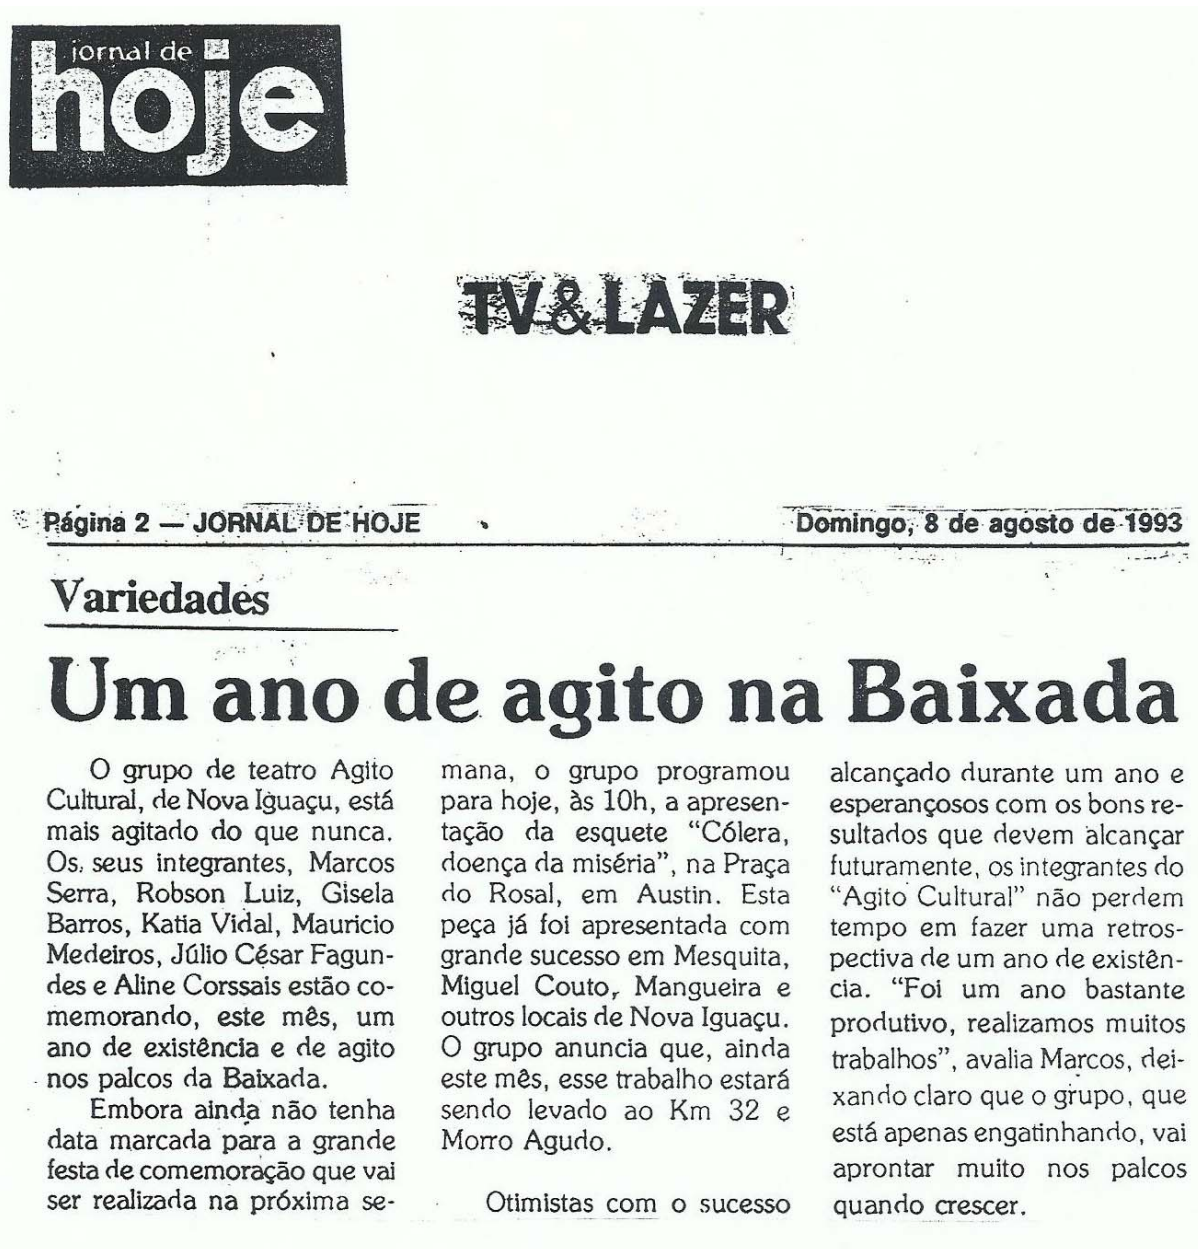 jornal de
hoje
TV&LAZER
Página 2 — JORNAL DE HOJE
Domingo, 8 de agosto de 1993
Variedades
Um ano de agito na Baixada
O grupo de teatro Agito
Cultural, de Nova Iguaçu, está
mais agitado do que nunca.
Os seus integrantes, Marcos
Serra, Robson Luiz, Gisela
Barros, Katia Vidal, Mauricio
Medeiros, Júlio César Fagun-
des e Aline Corssais estão co-
memorando, este mês, um
ano de existência e de agito
nos palcos da Baixada.
Embora ainda não tenha
data marcada para a grande
festa de comemoração que vai
ser realizada na próxima se-
mana, o grupo programou
para hoje, às 10h, a apresen-
tação da esquete “Cólera,
doença da miséria”, na Praça
do Rosal, em Austin. Esta
peça já foi apresentada com
grande sucesso em Mesquita,
Miguel Couto, Mangueira e
outros locais de Nova Iguaçu.
O grupo anuncia que, ainda
este mês, esse trabalho estará
sendo levado ao Km 32 e
Morro Agudo.
Otimistas com o sucesso
alcançado durante um ano e
esperançosos com os bons re-
sultados que devem alcançar
futuramente, os integrantes do
“Agito Cultural” não perdem
tempo em fazer uma retros-
pectiva de um ano de existên-
cia. “Foi um ano bastante
produtivo, realizamos muitos
trabalhos”, avalia Marcos, dei-
xando claro que o grupo, que
está apenas engatinhando, vai
aprontar muito nos palcos
quando crescer.